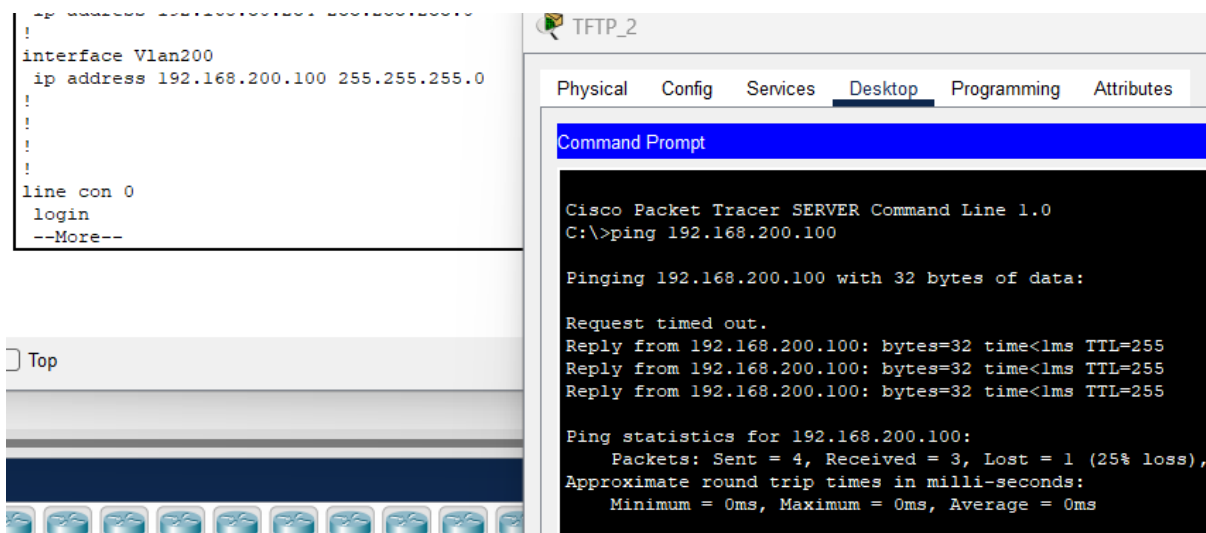 !
interface Vlan200
ip address 192.168.200.100 255.255.255.0
!
!
!
!
line con 0
login
--More--
Top
TFTP_2
Physical Config Services Desktop Programming Attributes
Command Prompt
Cisco Packet Tracer SERVER Command Line 1.0
C:\>ping 192.168.200.100
Pinging 192.168.200.100 with 32 bytes of data:
Request timed out.
Reply from 192.168.200.100: bytes=32 time<1ms TTL=255
Reply from 192.168.200.100: bytes=32 time<1ms TTL=255
Reply from 192.168.200.100: bytes=32 time<1ms TTL=255
Ping statistics for 192.168.200.100:
Packets: Sent = 4, Received = 3, Lost = 1 (25% loss),
Approximate round trip times in milli-seconds:
Minimum = 0ms, Maximum = 0ms, Average = 0ms